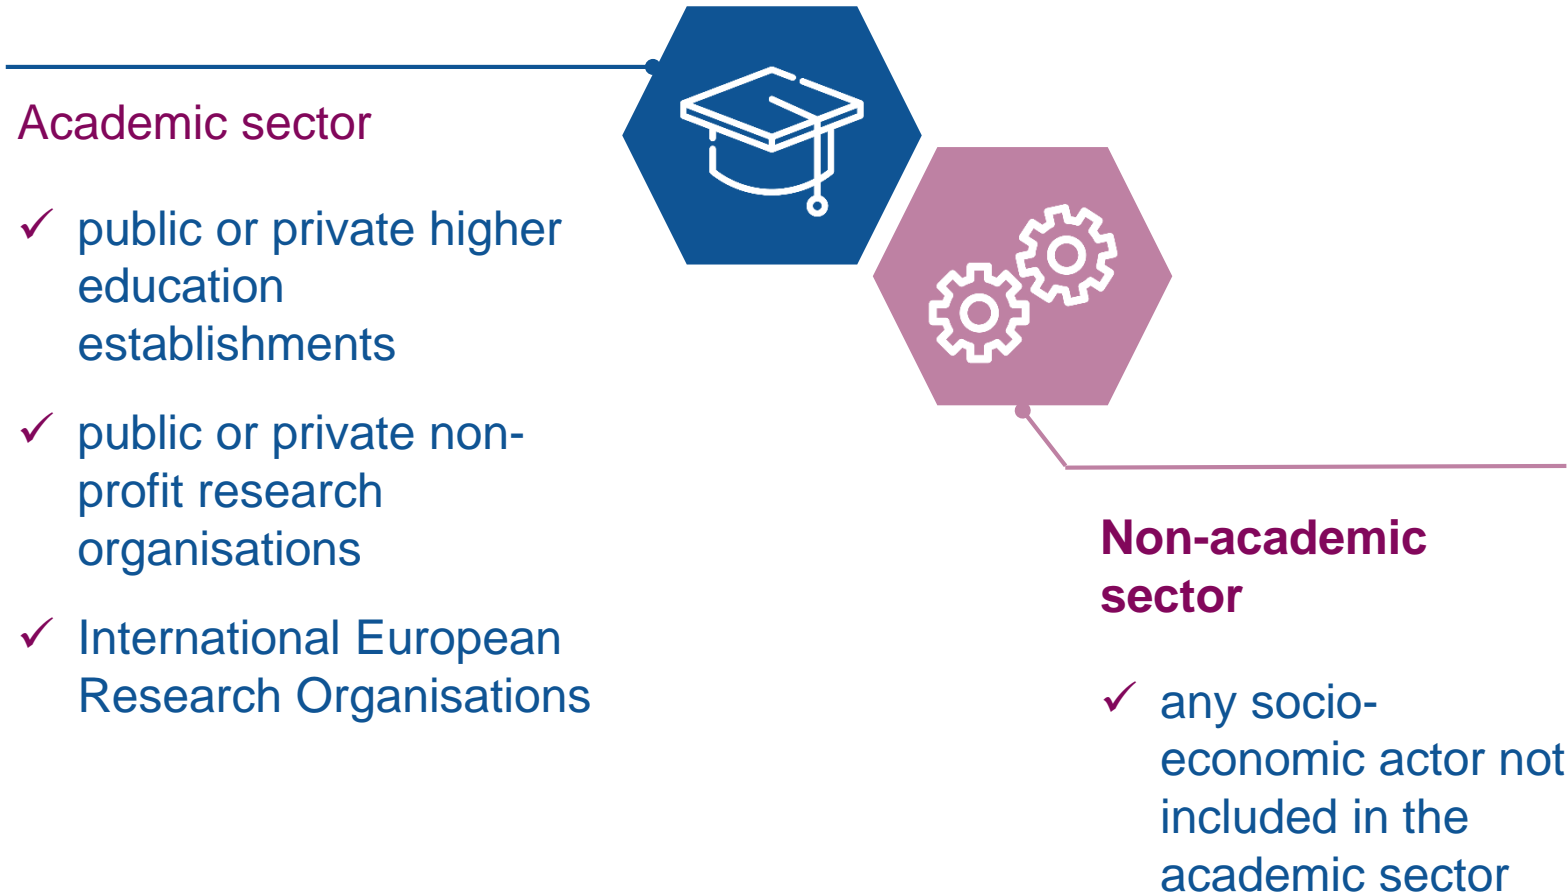 Academic sector
✓ public or private higher
education
establishments
✓ public or private non-
profit research
organisations
✓ International European
Research Organisations
Non-academic
sector
✓ any socio-
economic actor not
included in the
academic sector